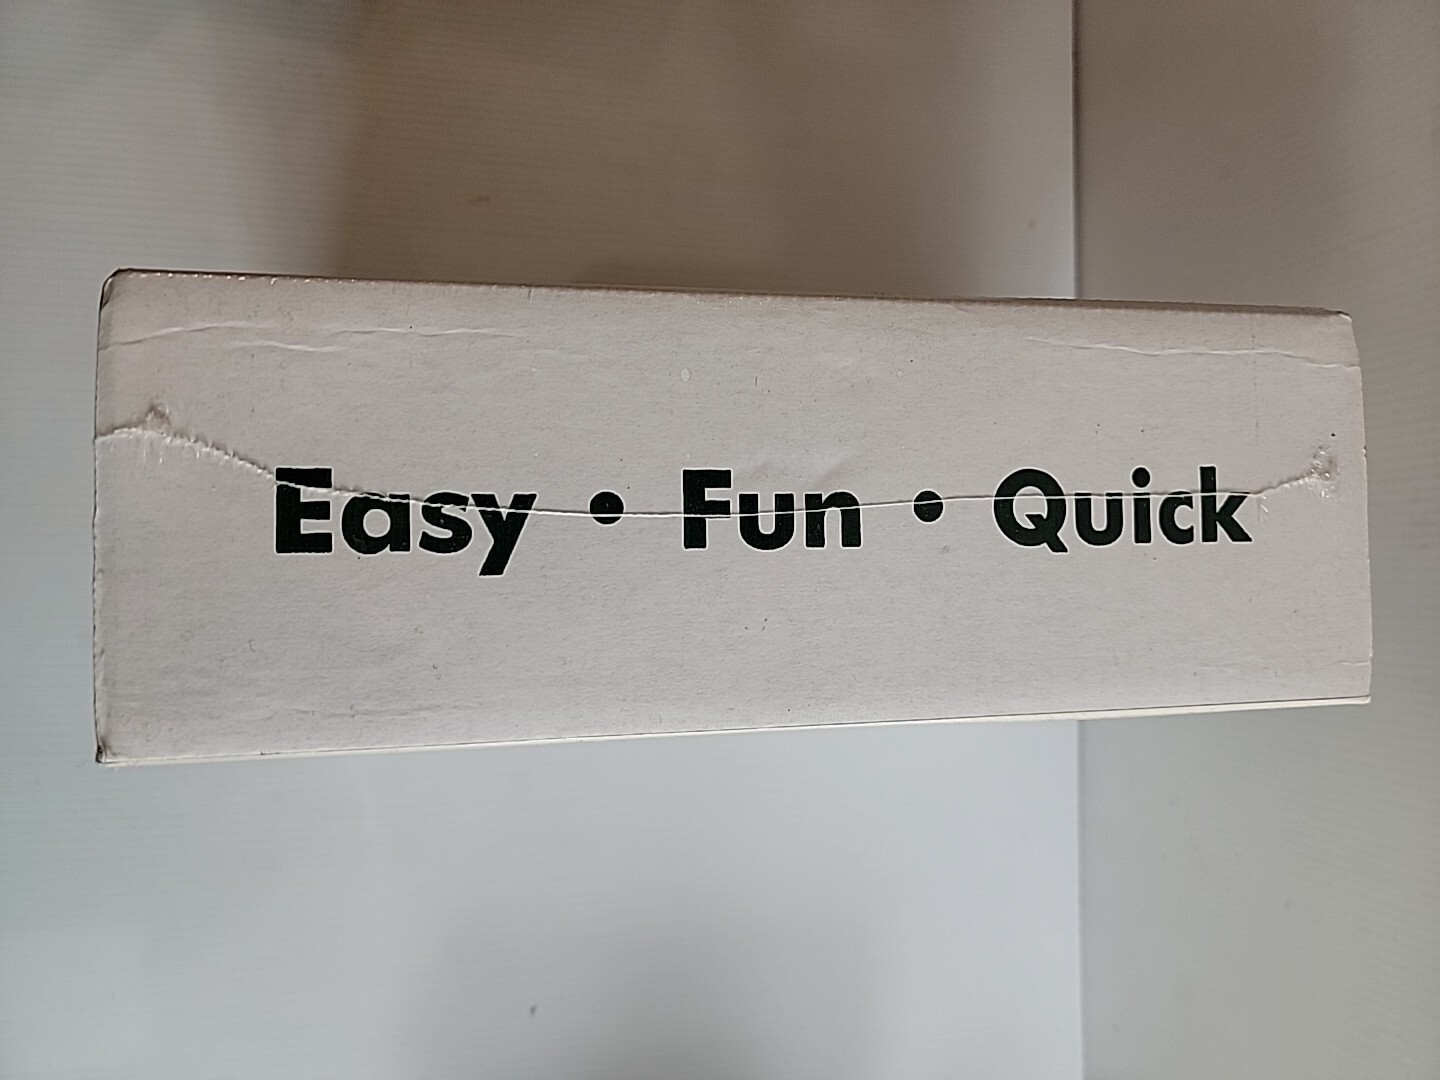 Easy • Fun • Quick